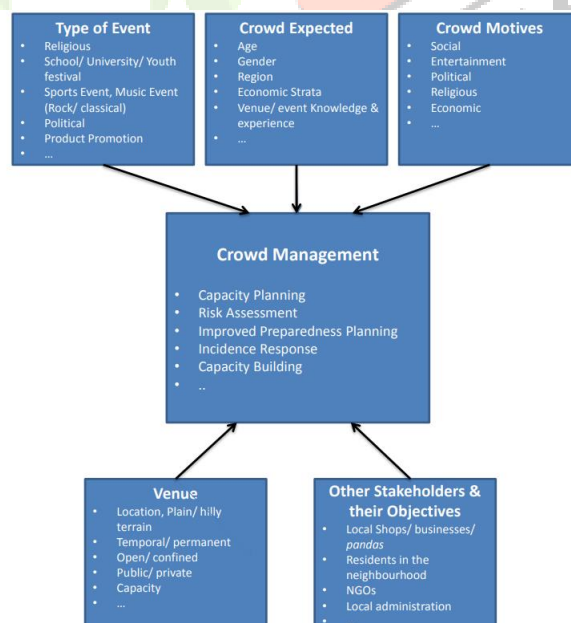 Type of Event
• Religious
• School/ University/ Youth
festival
• Sports Event, Music Event
(Rock/ classical)
• Political
• Product Promotion
• ...
Crowd Expected
• Age
• Gender
• Region
• Economic Strata
• Venue/ event Knowledge &
experience
• ...
Crowd Motives
• Social
• Entertainment
• Political
• Religious
• Economic
• ...
Crowd Management
• Capacity Planning
• Risk Assessment
• Improved Preparedness Planning
• Incidence Response
• Capacity Building
• ..
Venue
• Location, Plain/ hilly
terrain
• Temporal/ permanent
• Open/ confined
• Public/ private
• Capacity
• ...
Other Stakeholders &
their Objectives
• Local Shops/ businesses/
pandas
• Residents in the
neighbourhood
• NGOs
• Local administration
•